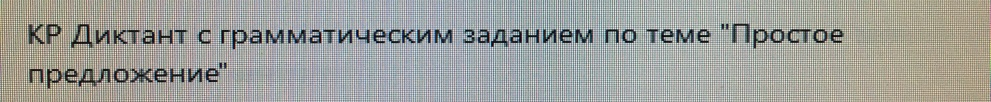 КР Диктант с грамматическим заданием по теме "Простое
предложение"